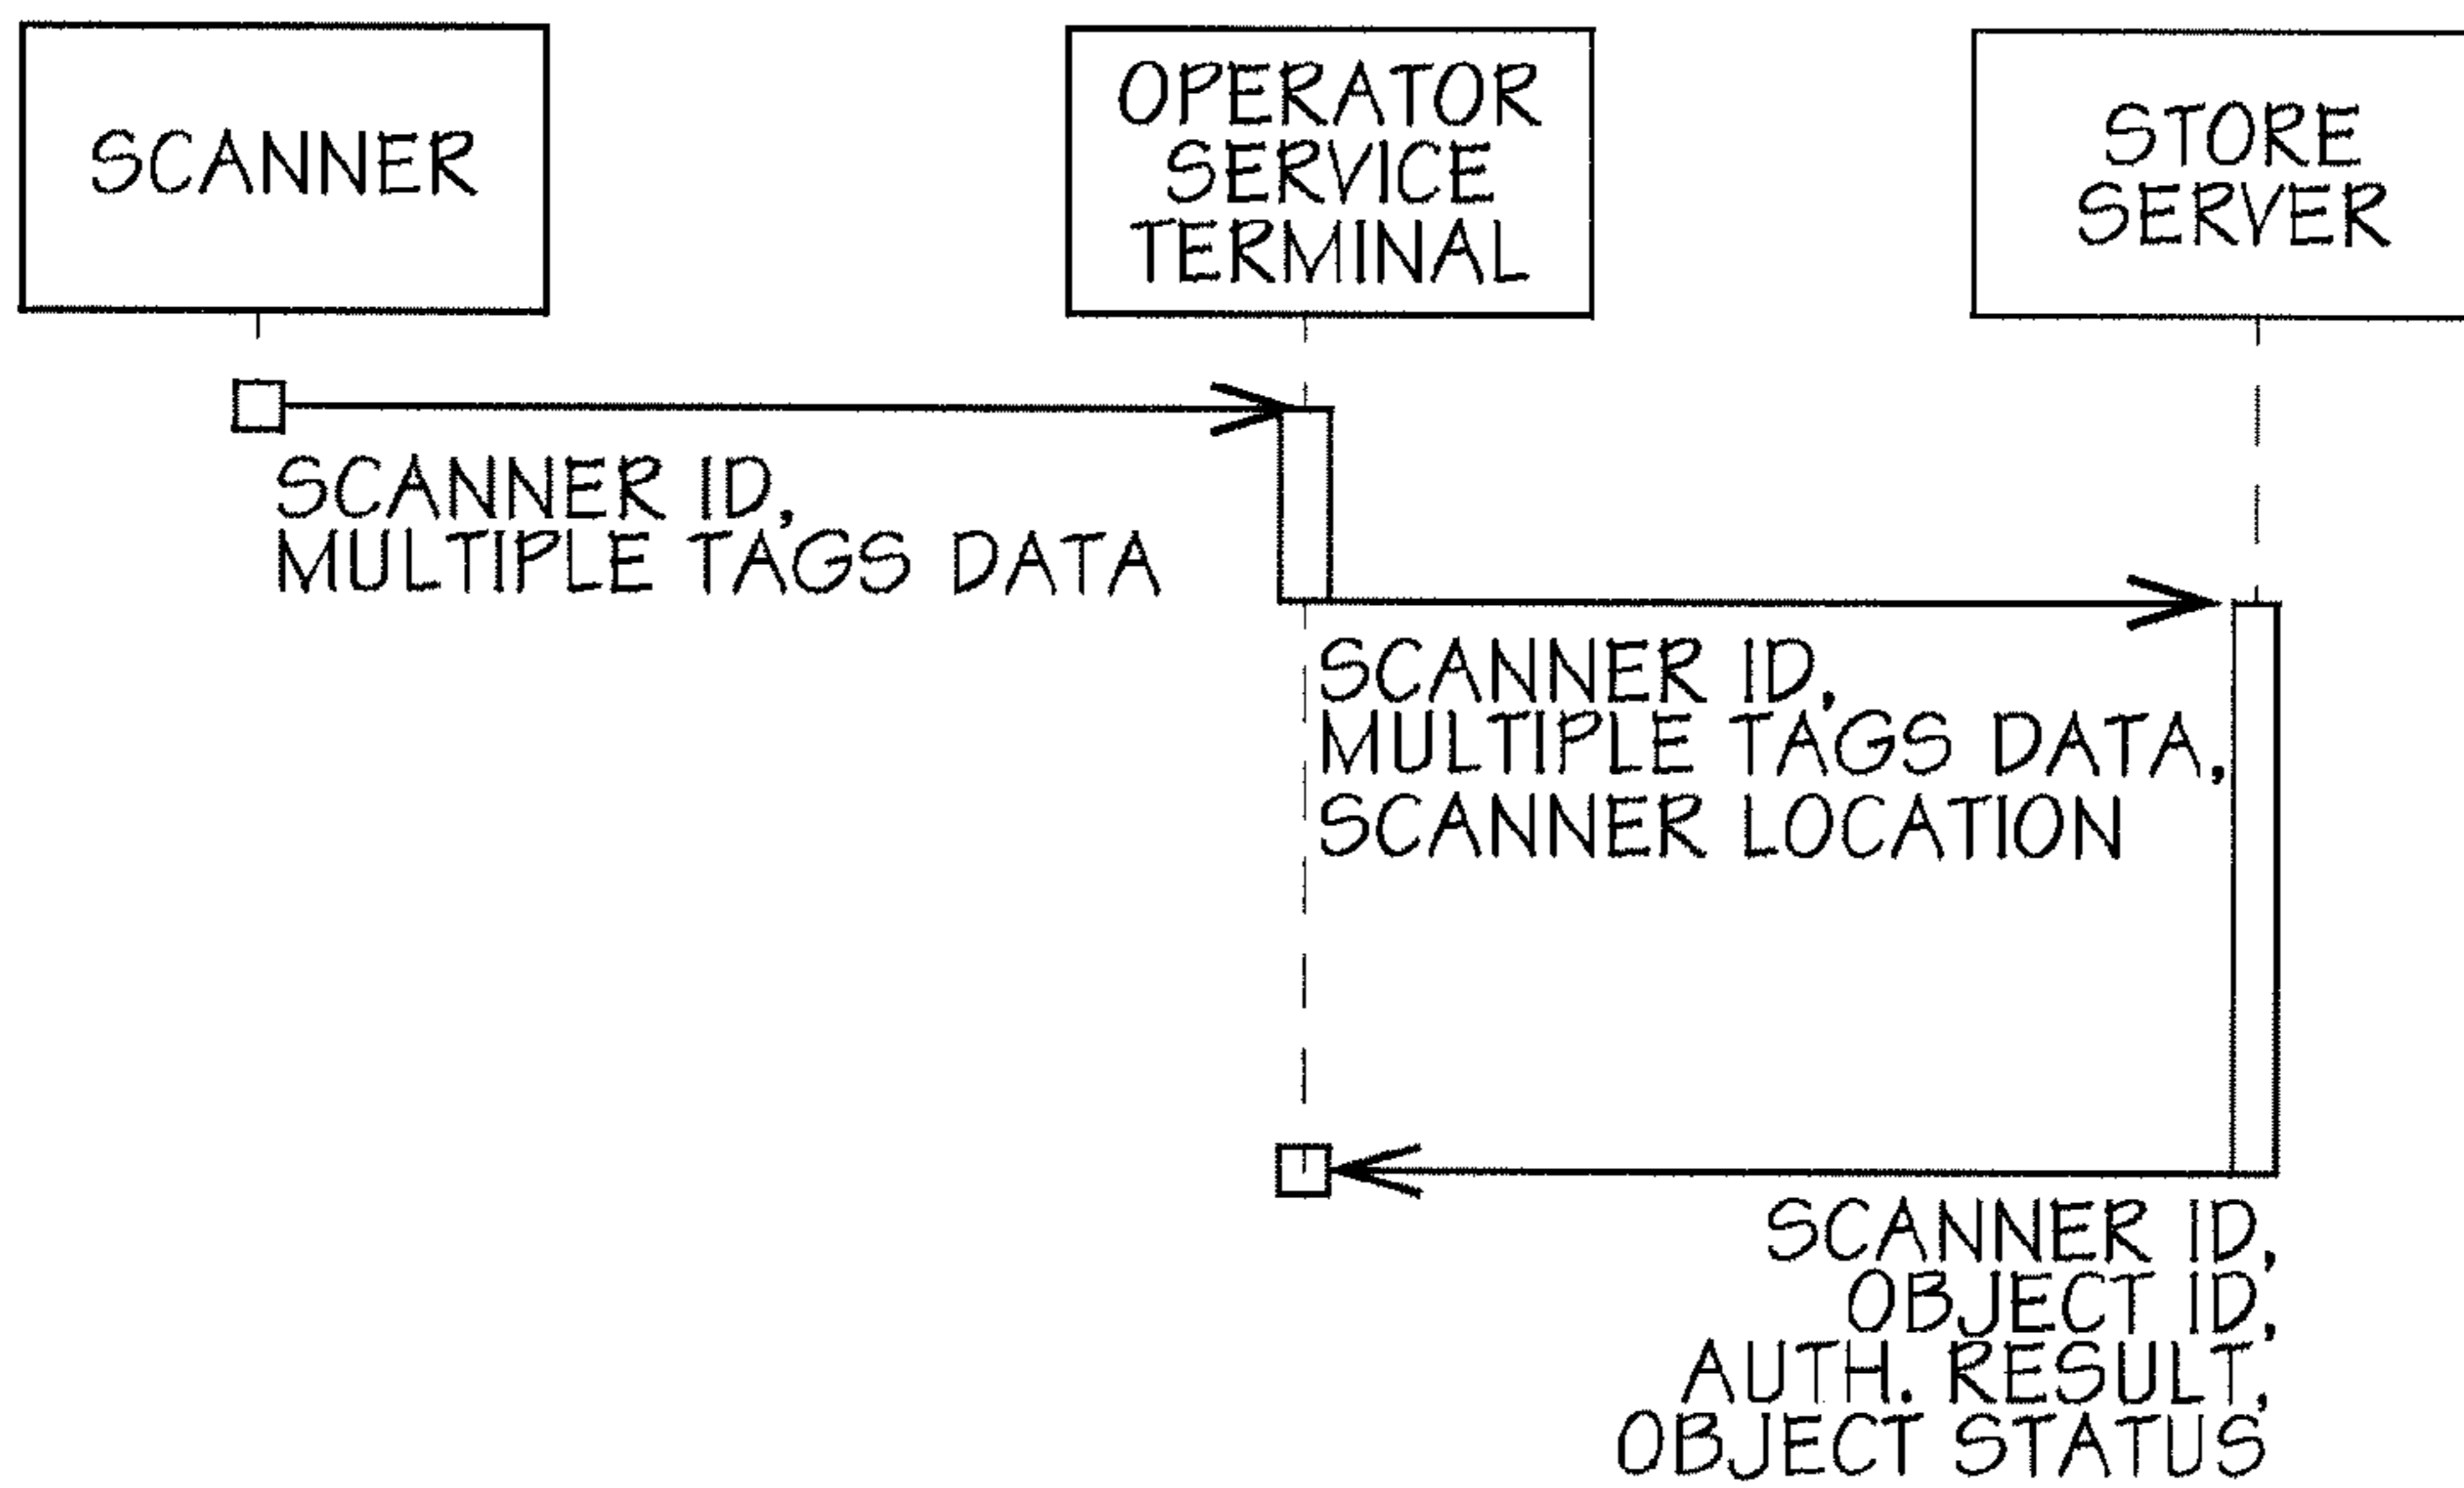 SCANNER
OPERATOR
SERVICE
TERMINAL
STORE
SERVER
SCANNER ID,
MULTIPLE TAGS DATA
SCANNER ID,
MULTIPLE TAGS DATA,
SCANNER LOCATION
SCANNER ID,
OBJECT ID,
AUTH. RESULT,
OBJECT STATUS